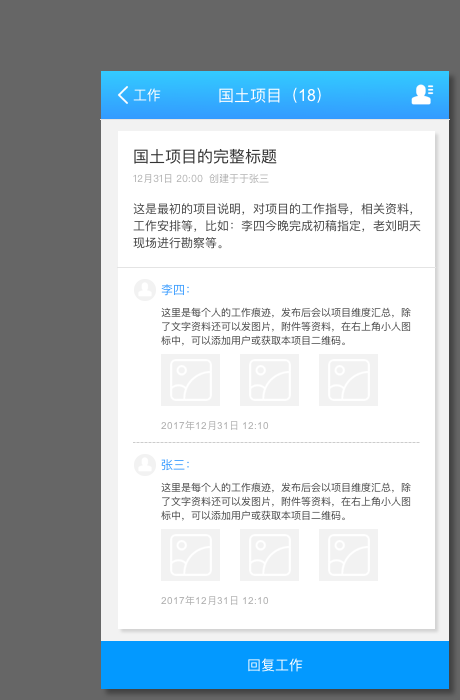 工作
国土项目（18）
国土项目的完整标题
12月31日 20:00 创建于于张三
这是最初的项目说明，对项目的工作指导，相关资料，
工作安排等，比如：李四今晚完成初稿指定，老刘明天
现场进行勘察等。
李四：
这里是每个人的工作痕迹，发布后会以项目维度汇总，除
了文字资料还可以发图片，附件等资料，在右上角小人图
标中，可以添加用户或获取本项目二维码。
2017年12月31日 12:10
张三：
这里是每个人的工作痕迹，发布后会以项目维度汇总，除
了文字资料还可以发图片，附件等资料，在右上角小人图
标中，可以添加用户或获取本项目二维码。
2017年12月31日 12:10
回复工作